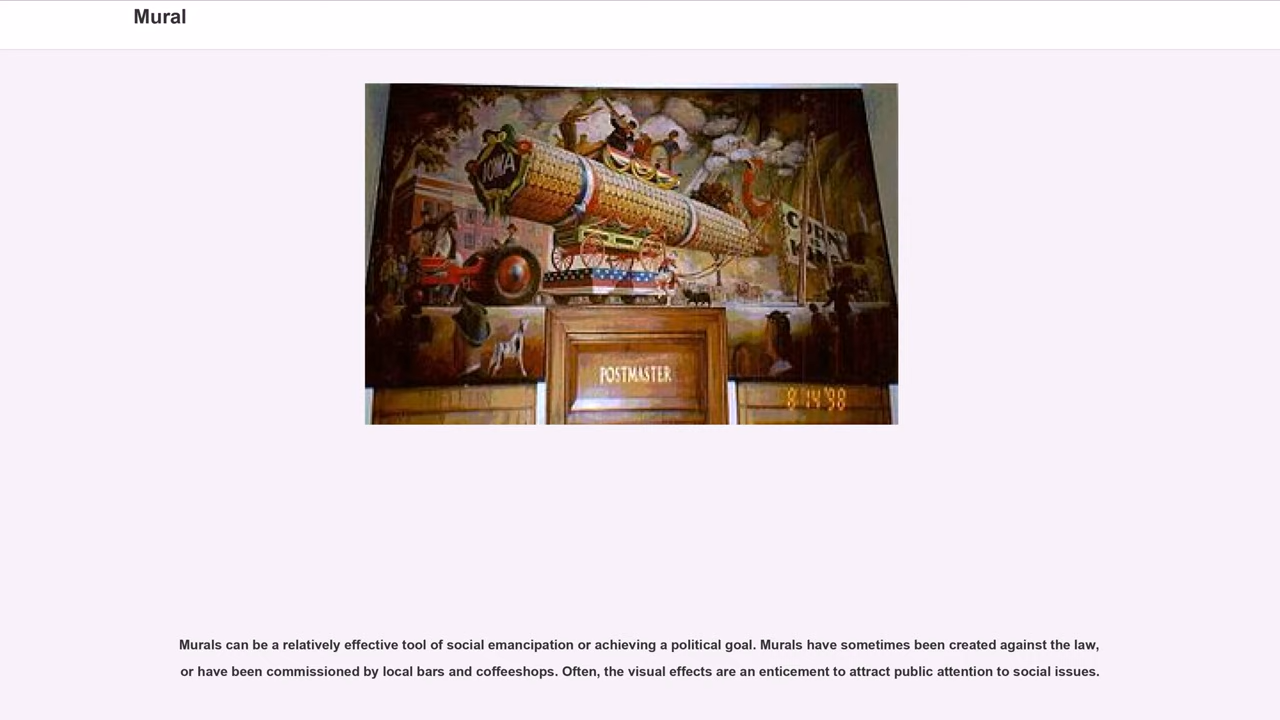 Mural
IOWA
CORN
IS
KING
POSTMASTER
8 14 '98
Murals can be a relatively effective tool of social emancipation or achieving a political goal. Murals have sometimes been created against the law,
or have been commissioned by local bars and coffeeshops. Often, the visual effects are an enticement to attract public attention to social issues.